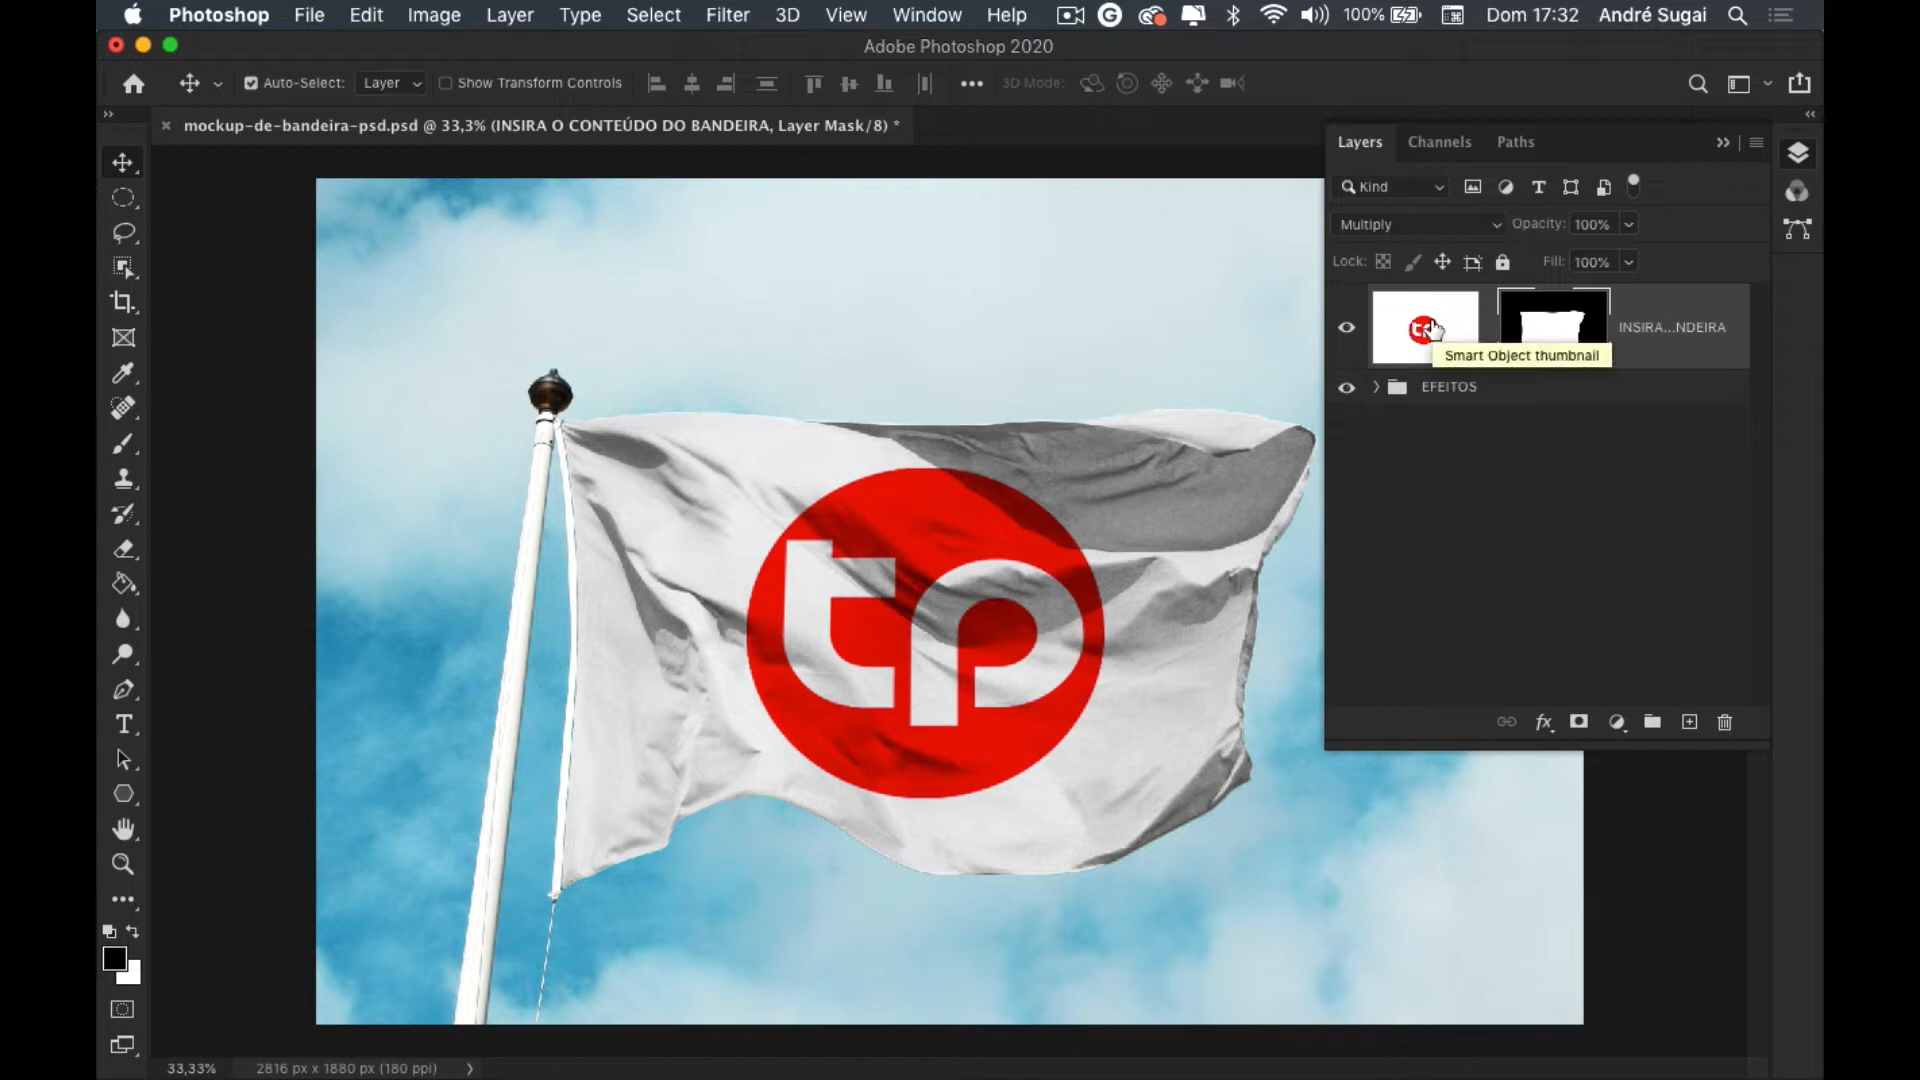 Photoshop File Edit Image Layer Type Select Filter 3D View Window Help 100% Dom 17:32 André Sugai
Adobe Photoshop 2020
Auto-Select: Layer Show Transform Controls 3D Mode:
mockup-de-bandeira-psd.psd @ 33,3% (INSIRA O CONTEÚDO DO BANDEIRA, Layer Mask/8) *
Layers Channels Paths
Kind
Multiply Opacity: 100%
Lock: Fill: 100%
tp INSIRA...NDEIRA
Smart Object thumbnail
EFEITOS
tp
33,33% 2816 px x 1880 px (180 ppi)